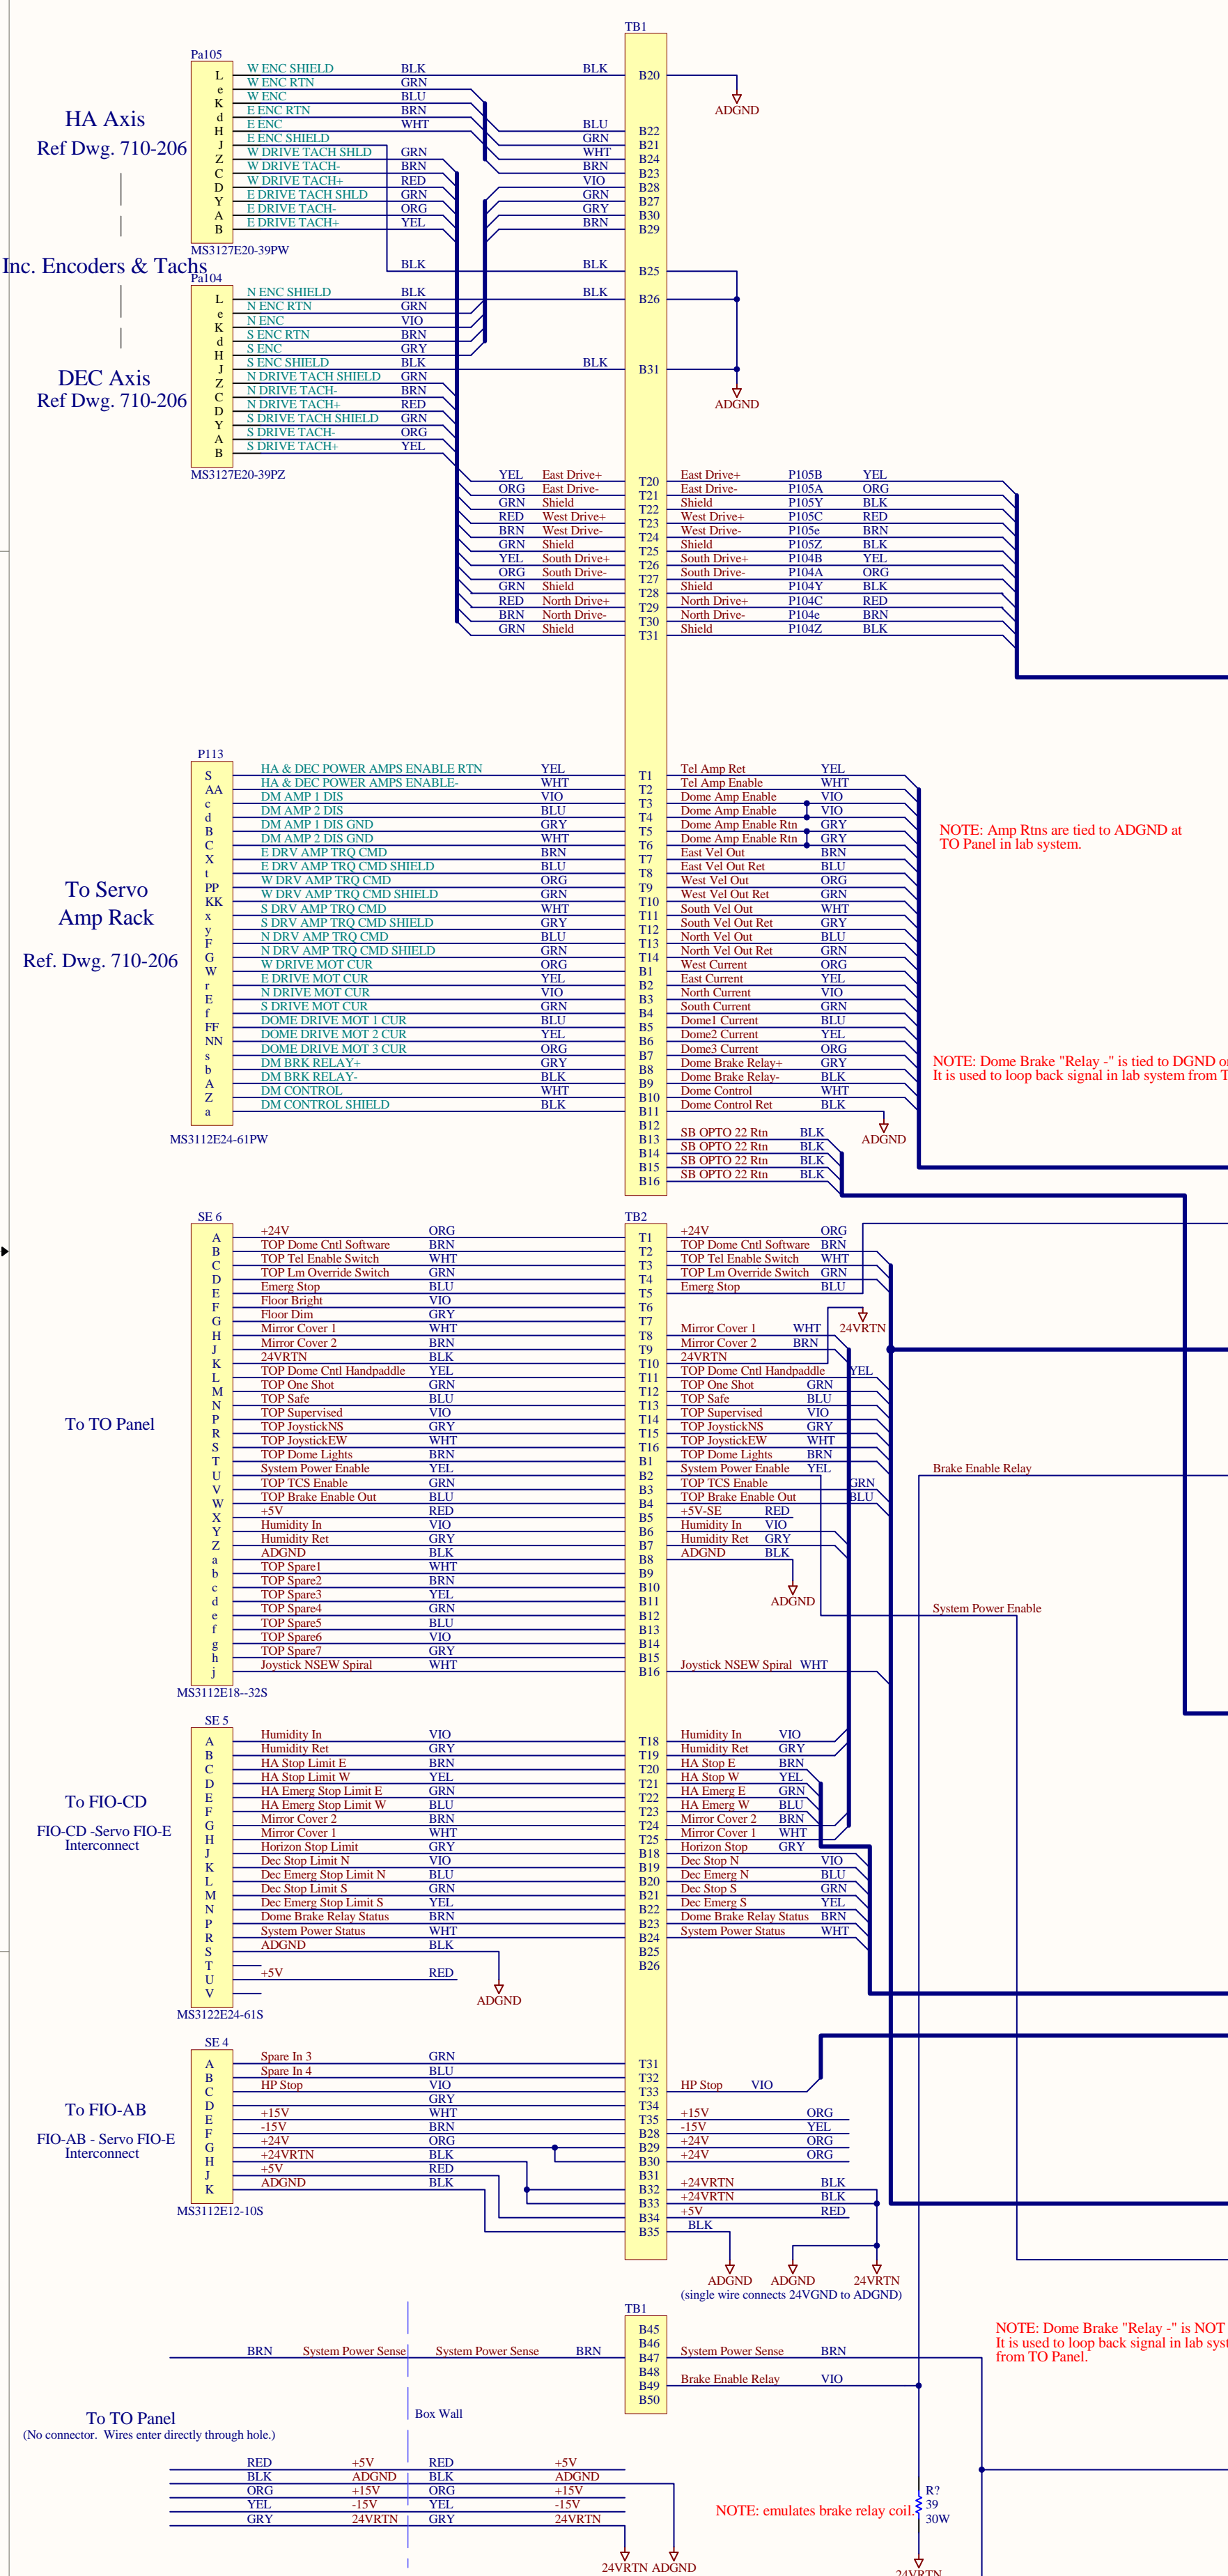 TB1
Pa105
L W ENC SHIELD BLK BLK B20
e W ENC RTN GRN
K W ENC BLU
d E ENC RTN BRN
H E ENC WHT BLU B22
J E ENC SHIELD GRN B21
Z W DRIVE TACH SHLD GRN WHT B24
C W DRIVE TACH- BRN BRN B23
D W DRIVE TACH+ RED VIO B28
Y E DRIVE TACH SHLD GRN GRN B27
A E DRIVE TACH- ORG GRY B30
B E DRIVE TACH+ YEL BRN B29
ADGND
HA Axis
Ref Dwg. 710-206
MS3127E20-39PW
Inc. Encoders & Tachs
BLK BLK B25
Pa104
L N ENC SHIELD BLK BLK B26
e N ENC RTN GRN
K N ENC VIO
d S ENC RTN BRN
H S ENC GRY
J S ENC SHIELD BLK BLK B31
Z N DRIVE TACH SHIELD GRN
C N DRIVE TACH- BRN
D N DRIVE TACH+ RED
Y S DRIVE TACH SHIELD GRN
A S DRIVE TACH- ORG
B S DRIVE TACH+ YEL
ADGND
DEC Axis
Ref Dwg. 710-206
MS3127E20-39PZ
YEL East Drive+ T20 East Drive+ P105B YEL
ORG East Drive- T21 East Drive- P105A ORG
GRN Shield T22 Shield P105Y BLK
RED West Drive+ T23 West Drive+ P105C RED
BRN West Drive- T24 West Drive- P105e BRN
GRN Shield T25 Shield P105Z BLK
YEL South Drive+ T26 South Drive+ P104B YEL
ORG South Drive- T27 South Drive- P104A ORG
GRN Shield T28 Shield P104Y BLK
RED North Drive+ T29 North Drive+ P104C RED
BRN North Drive- T30 North Drive- P104e BRN
GRN Shield T31 Shield P104Z BLK
P113
S HA & DEC POWER AMPS ENABLE RTN YEL T1 Tel Amp Ret YEL
AA HA & DEC POWER AMPS ENABLE- WHT T2 Tel Amp Enable WHT
c DM AMP 1 DIS VIO T3 Dome Amp Enable VIO
d DM AMP 2 DIS BLU T4 Dome Amp Enable VIO
B DM AMP 1 DIS GND GRY T5 Dome Amp Enable Rtn GRY
C DM AMP 2 DIS GND WHT T6 Dome Amp Enable Rtn GRY
X E DRV AMP TRQ CMD BRN T7 East Vel Out BRN
t E DRV AMP TRQ CMD SHIELD BLU T8 East Vel Out Ret BLU
PP W DRV AMP TRQ CMD ORG T9 West Vel Out ORG
KK W DRV AMP TRQ CMD SHIELD GRN T10 West Vel Out Ret GRN
x S DRV AMP TRQ CMD WHT T11 South Vel Out WHT
y S DRV AMP TRQ CMD SHIELD GRY T12 South Vel Out Ret GRY
F N DRV AMP TRQ CMD BLU T13 North Vel Out BLU
G N DRV AMP TRQ CMD SHIELD GRN T14 North Vel Out Ret GRN
W W DRIVE MOT CUR ORG B1 West Current ORG
r E DRIVE MOT CUR YEL B2 East Current YEL
E N DRIVE MOT CUR VIO B3 North Current VIO
f S DRIVE MOT CUR GRN B4 South Current GRN
FF DOME DRIVE MOT 1 CUR BLU B5 Dome1 Current BLU
NN DOME DRIVE MOT 2 CUR YEL B6 Dome2 Current YEL
s DOME DRIVE MOT 3 CUR ORG B7 Dome3 Current ORG
b DM BRK RELAY+ GRY B8 Dome Brake Relay+ GRY
A DM BRK RELAY- BLK B9 Dome Brake Relay- BLK
Z DM CONTROL WHT B10 Dome Control WHT
a DM CONTROL SHIELD BLK B11 Dome Control Ret BLK
B12
B13 SB OPTO 22 Rtn BLK
B14 SB OPTO 22 Rtn BLK
B15 SB OPTO 22 Rtn BLK
B16 SB OPTO 22 Rtn BLK
ADGND
To Servo
Amp Rack
Ref. Dwg. 710-206
MS3112E24-61PW
NOTE: Amp Rtns are tied to ADGND at
TO Panel in lab system.
NOTE: Dome Brake "Relay -" is tied to DGND
It is used to loop back signal in lab system from
SE 6
TB2
A +24V ORG T1 +24V ORG
B TOP Dome Cntl Software BRN T2 TOP Dome Cntl Software BRN
C TOP Tel Enable Switch WHT T3 TOP Tel Enable Switch WHT
D TOP Lm Override Switch GRN T4 TOP Lm Override Switch GRN
E Emerg Stop BLU T5 Emerg Stop BLU
F Floor Bright VIO T6
G Floor Dim GRY T7
H Mirror Cover 1 WHT T8 Mirror Cover 1 WHT 24VRTN
J Mirror Cover 2 BRN T9 Mirror Cover 2 BRN
K 24VRTN BLK T10 24VRTN
L TOP Dome Cntl Handpaddle YEL T11 TOP Dome Cntl Handpaddle YEL
M TOP One Shot GRN T12 TOP One Shot GRN
N TOP Safe BLU T13 TOP Safe BLU
P TOP Supervised VIO T14 TOP Supervised VIO
R TOP JoystickNS GRY T15 TOP JoystickNS GRY
S TOP JoystickEW WHT T16 TOP JoystickEW WHT
T TOP Dome Lights BRN B1 TOP Dome Lights BRN
U System Power Enable YEL B2 System Power Enable YEL Brake Enable Relay
V TOP TCS Enable GRN B3 TOP TCS Enable GRN
W TOP Brake Enable Out BLU B4 TOP Brake Enable Out BLU
X +5V RED B5 +5V-SE RED
Y Humidity In VIO B6 Humidity In VIO
Z Humidity Ret GRY B7 Humidity Ret GRY
a ADGND BLK B8 ADGND BLK
b TOP Spare1 WHT B9
c TOP Spare2 BRN B10
d TOP Spare3 YEL B11 ADGND
e TOP Spare4 GRN B12 System Power Enable
f TOP Spare5 BLU B13
g TOP Spare6 VIO B14
h TOP Spare7 GRY B15
j Joystick NSEW Spiral WHT B16 Joystick NSEW Spiral WHT
To TO Panel
MS3112E18--32S
SE 5
A Humidity In VIO T18 Humidity In VIO
B Humidity Ret GRY T19 Humidity Ret GRY
C HA Stop Limit E BRN T20 HA Stop E BRN
D HA Stop Limit W YEL T21 HA Stop W YEL
E HA Emerg Stop Limit E GRN T22 HA Emerg E GRN
F HA Emerg Stop Limit W BLU T23 HA Emerg W BLU
G Mirror Cover 2 BRN T24 Mirror Cover 2 BRN
H Mirror Cover 1 WHT T25 Mirror Cover 1 WHT
J Horizon Stop Limit GRY B18 Horizon Stop GRY
K Dec Stop Limit N VIO B19 Dec Stop N VIO
L Dec Emerg Stop Limit N BLU B20 Dec Emerg N BLU
M Dec Stop Limit S GRN B21 Dec Stop S GRN
N Dec Emerg Stop Limit S YEL B22 Dec Emerg S YEL
P Dome Brake Relay Status BRN B23 Dome Brake Relay Status BRN
R System Power Status WHT B24 System Power Status WHT
S ADGND BLK B25
T B26
U +5V RED
V
ADGND
To FIO-CD
FIO-CD -Servo FIO-E
Interconnect
MS3122E24-61S
SE 4
A Spare In 3 GRN T31
B Spare In 4 BLU T32
C HP Stop VIO T33 HP Stop VIO
D GRY T34
E +15V WHT T35 +15V ORG
F -15V BRN B28 -15V YEL
G +24V ORG B29 +24V ORG
H +24VRTN BLK B30 +24V ORG
J +5V RED B31
K ADGND BLK B32 +24VRTN BLK
B33 +24VRTN BLK
B34 +5V RED
B35 BLK
To FIO-AB
FIO-AB - Servo FIO-E
Interconnect
MS3112E12-10S
ADGND ADGND 24VRTN
(single wire connects 24VGND to ADGND)
TB1
B45
B46
BRN System Power Sense System Power Sense BRN B47 System Power Sense BRN
B48
B49 Brake Enable Relay VIO
B50
NOTE: Dome Brake "Relay -" is NOT
It is used to loop back signal in lab
from TO Panel.
To TO Panel
(No connector. Wires enter directly through hole.)
Box Wall
RED +5V RED +5V
BLK ADGND BLK ADGND
ORG +15V ORG +15V
YEL -15V YEL -15V
GRY 24VRTN GRY 24VRTN
24VRTN ADGND
NOTE: emulates brake relay coil.
R?
39
30W
24VRTN